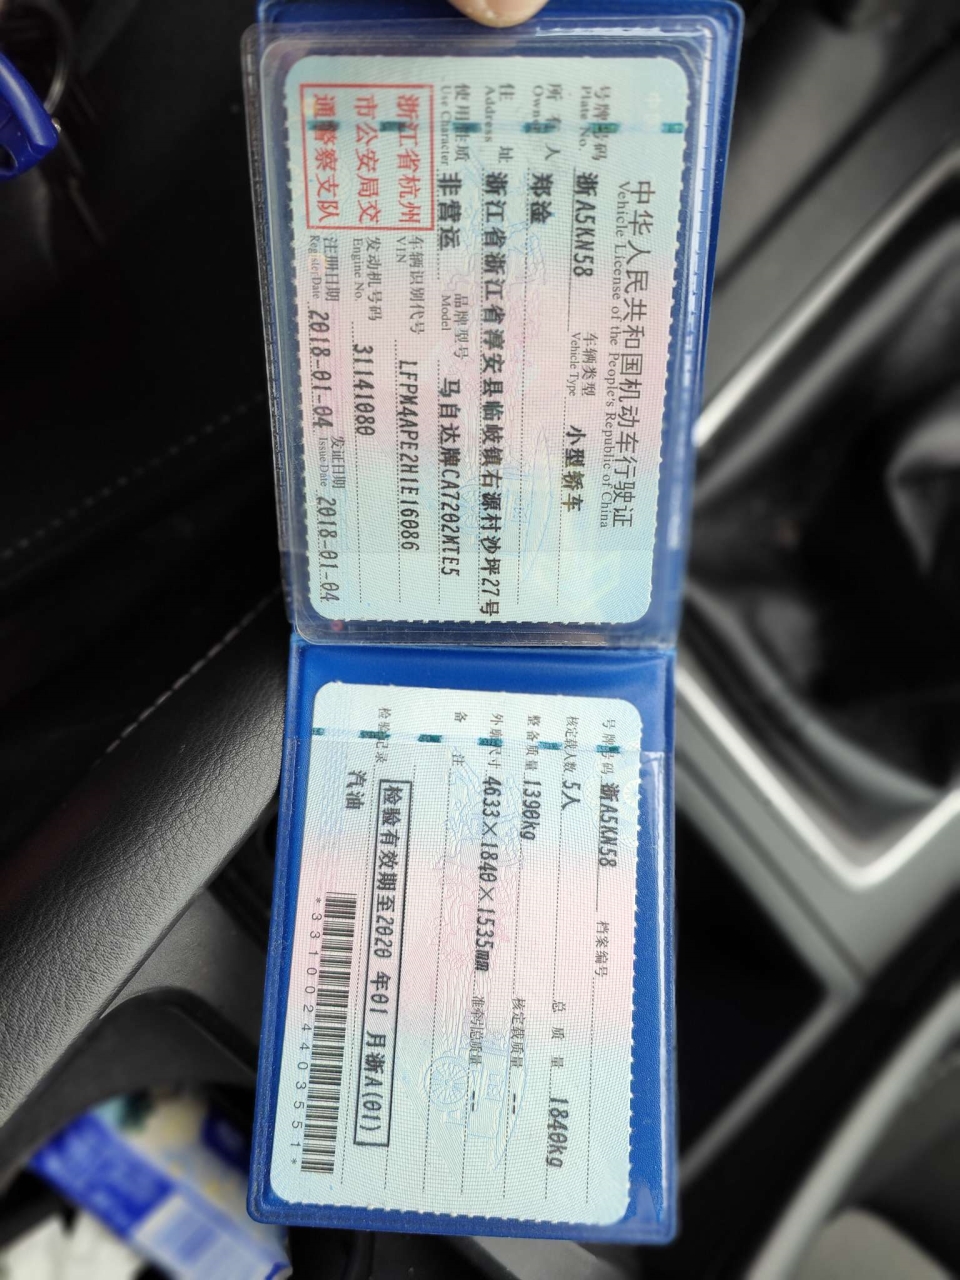 中华人民共和国机动车行驶证
Vehicle License of the People's Republic of China
号牌号码 浙A5KN58 车辆类型 小型轿车
Plate No. Vehicle Type
所有人 郑淦
Owner
住址 浙江省浙江省淳安县临岐镇右源村沙坪27号
Address
使用性质 非营运 品牌型号 马自达牌CA7202MTE5
Use Character Model
浙江省杭州
市公安局交
通警察支队
车辆识别代号 LFPM4APE2H1E16086
VIN
发动机号码 31141080
Engine No.
注册日期 2018-01-04 发证日期 2018-01-04
Register Date Issue Date
号牌号码 浙A5KN58 档案编号
核定载人数 5人 总质量 1840kg
整备质量 1390kg 核定载质量 --
外廓尺寸 4633×1840×1535mm 准牵引总质量 --
备注
检验记录 检验有效期至2020年01月浙A(01)
汽油
*3310024403551*